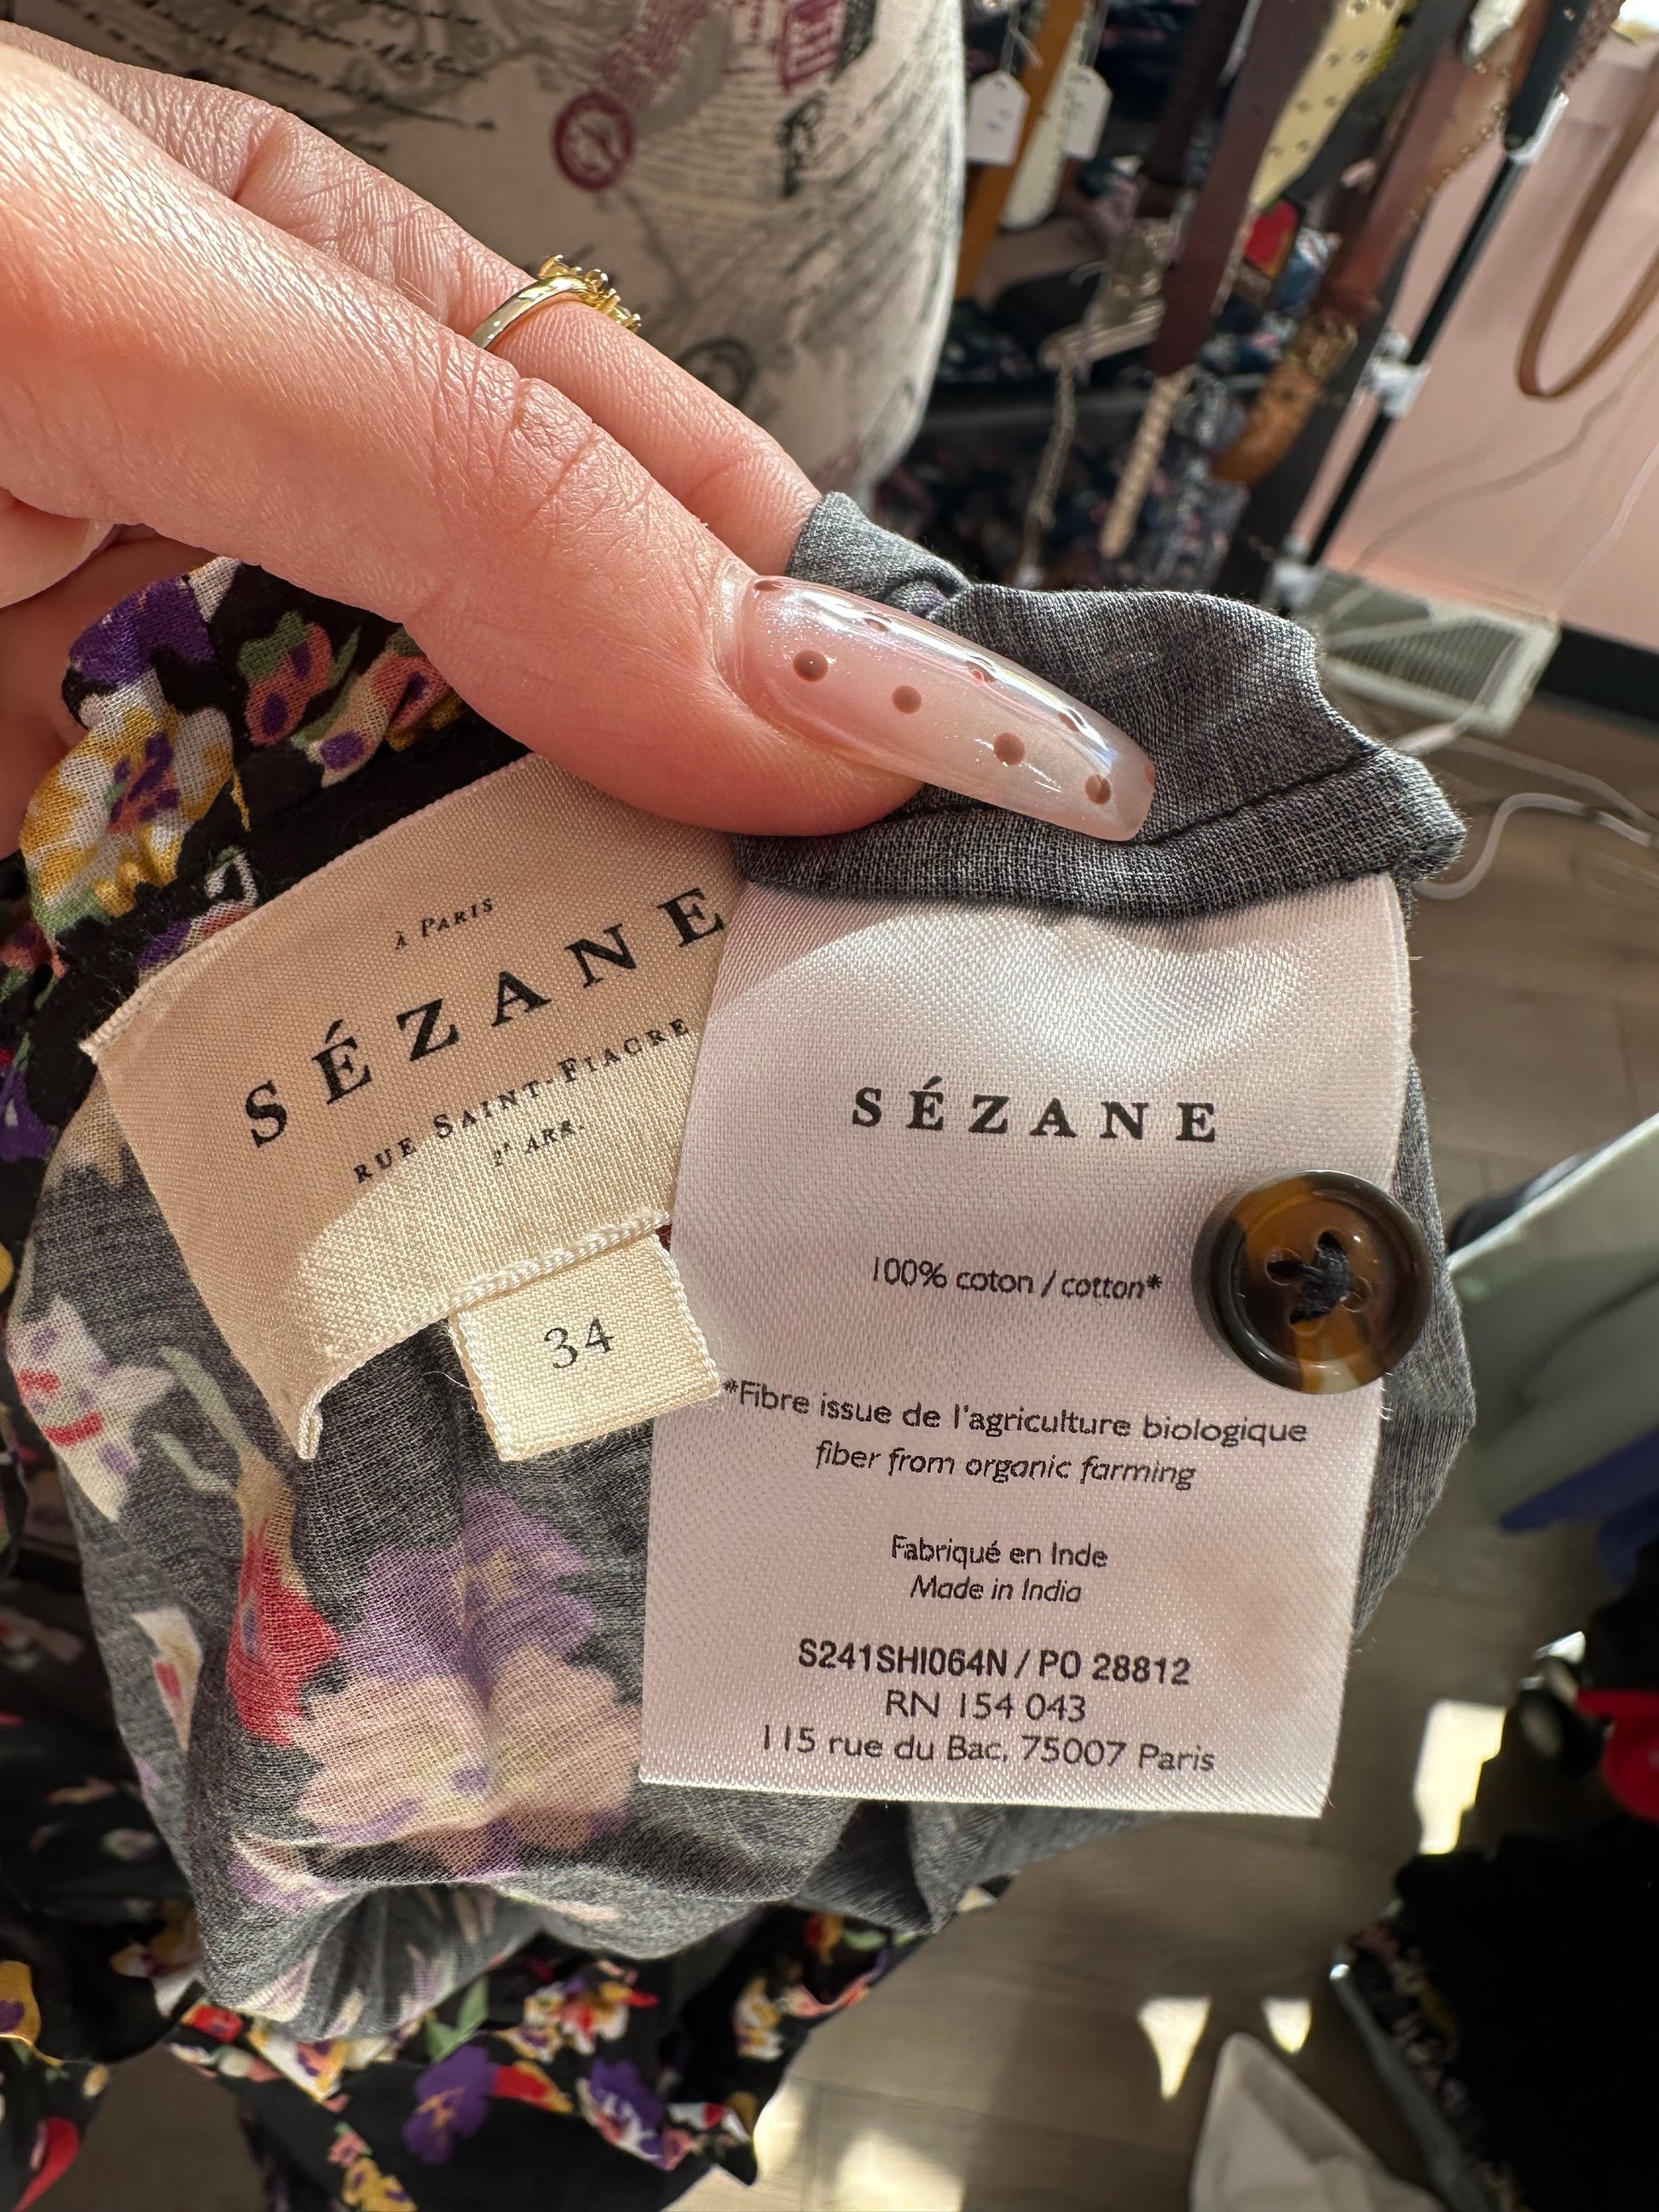 À PARIS
SÉZANE
RUE SAINT-FIACRE
2e ARR.
34
SÉZANE
100% coton / cotton*
*Fibre issue de l'agriculture biologique
fiber from organic farming
Fabriqué en Inde
Made in India
S241SHI064N / PO 28812
RN 154 043
115 rue du Bac, 75007 Paris